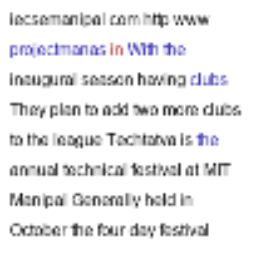 iecsemanipal com http www
projectmanas in With the
inaugural season having clubs
They plan to add two more clubs
to the league Techtatva is the
annual technical festival at MIT
Manipal Generally held in
October the four day festival